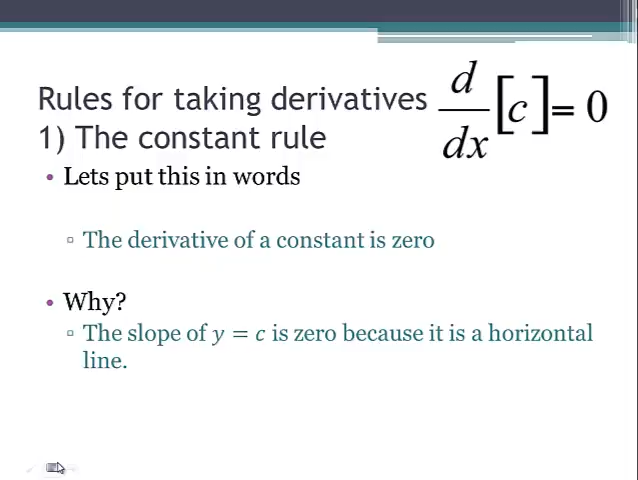 Rules for taking derivatives
1) The constant rule
d/dx [c] = 0
• Lets put this in words
▫ The derivative of a constant is zero
• Why?
▫ The slope of y = c is zero because it is a horizontal
line.